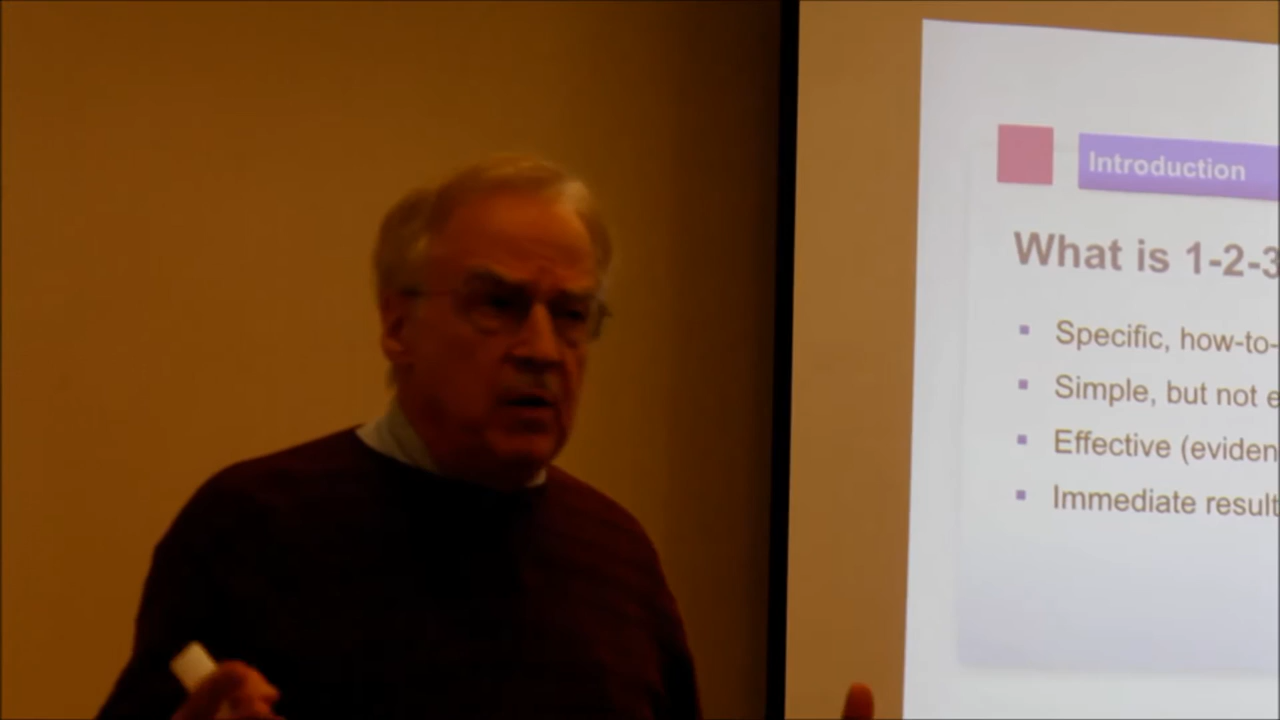 Introduction
What is 1-2-3
Specific, how-to-
Simple, but not e
Effective (eviden
Immediate result